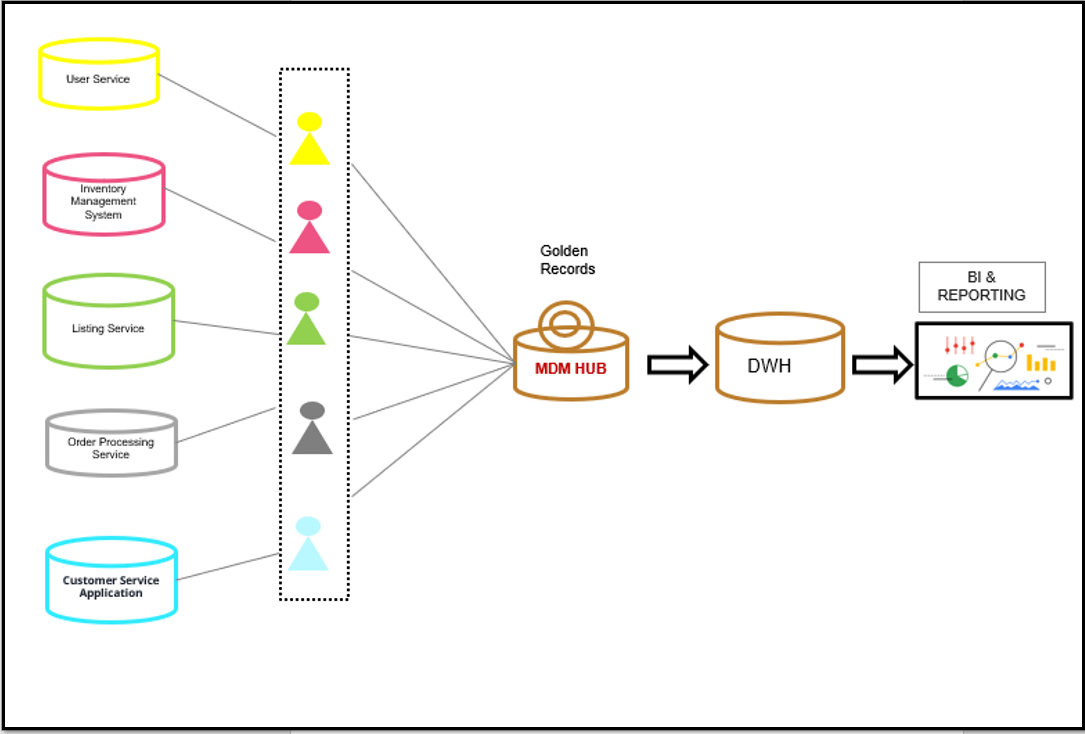 User Service
Inventory
Management
System
Listing Service
Order Processing
Service
Customer Service
Application
Golden
Records
MDM HUB
DWH
BI &
REPORTING